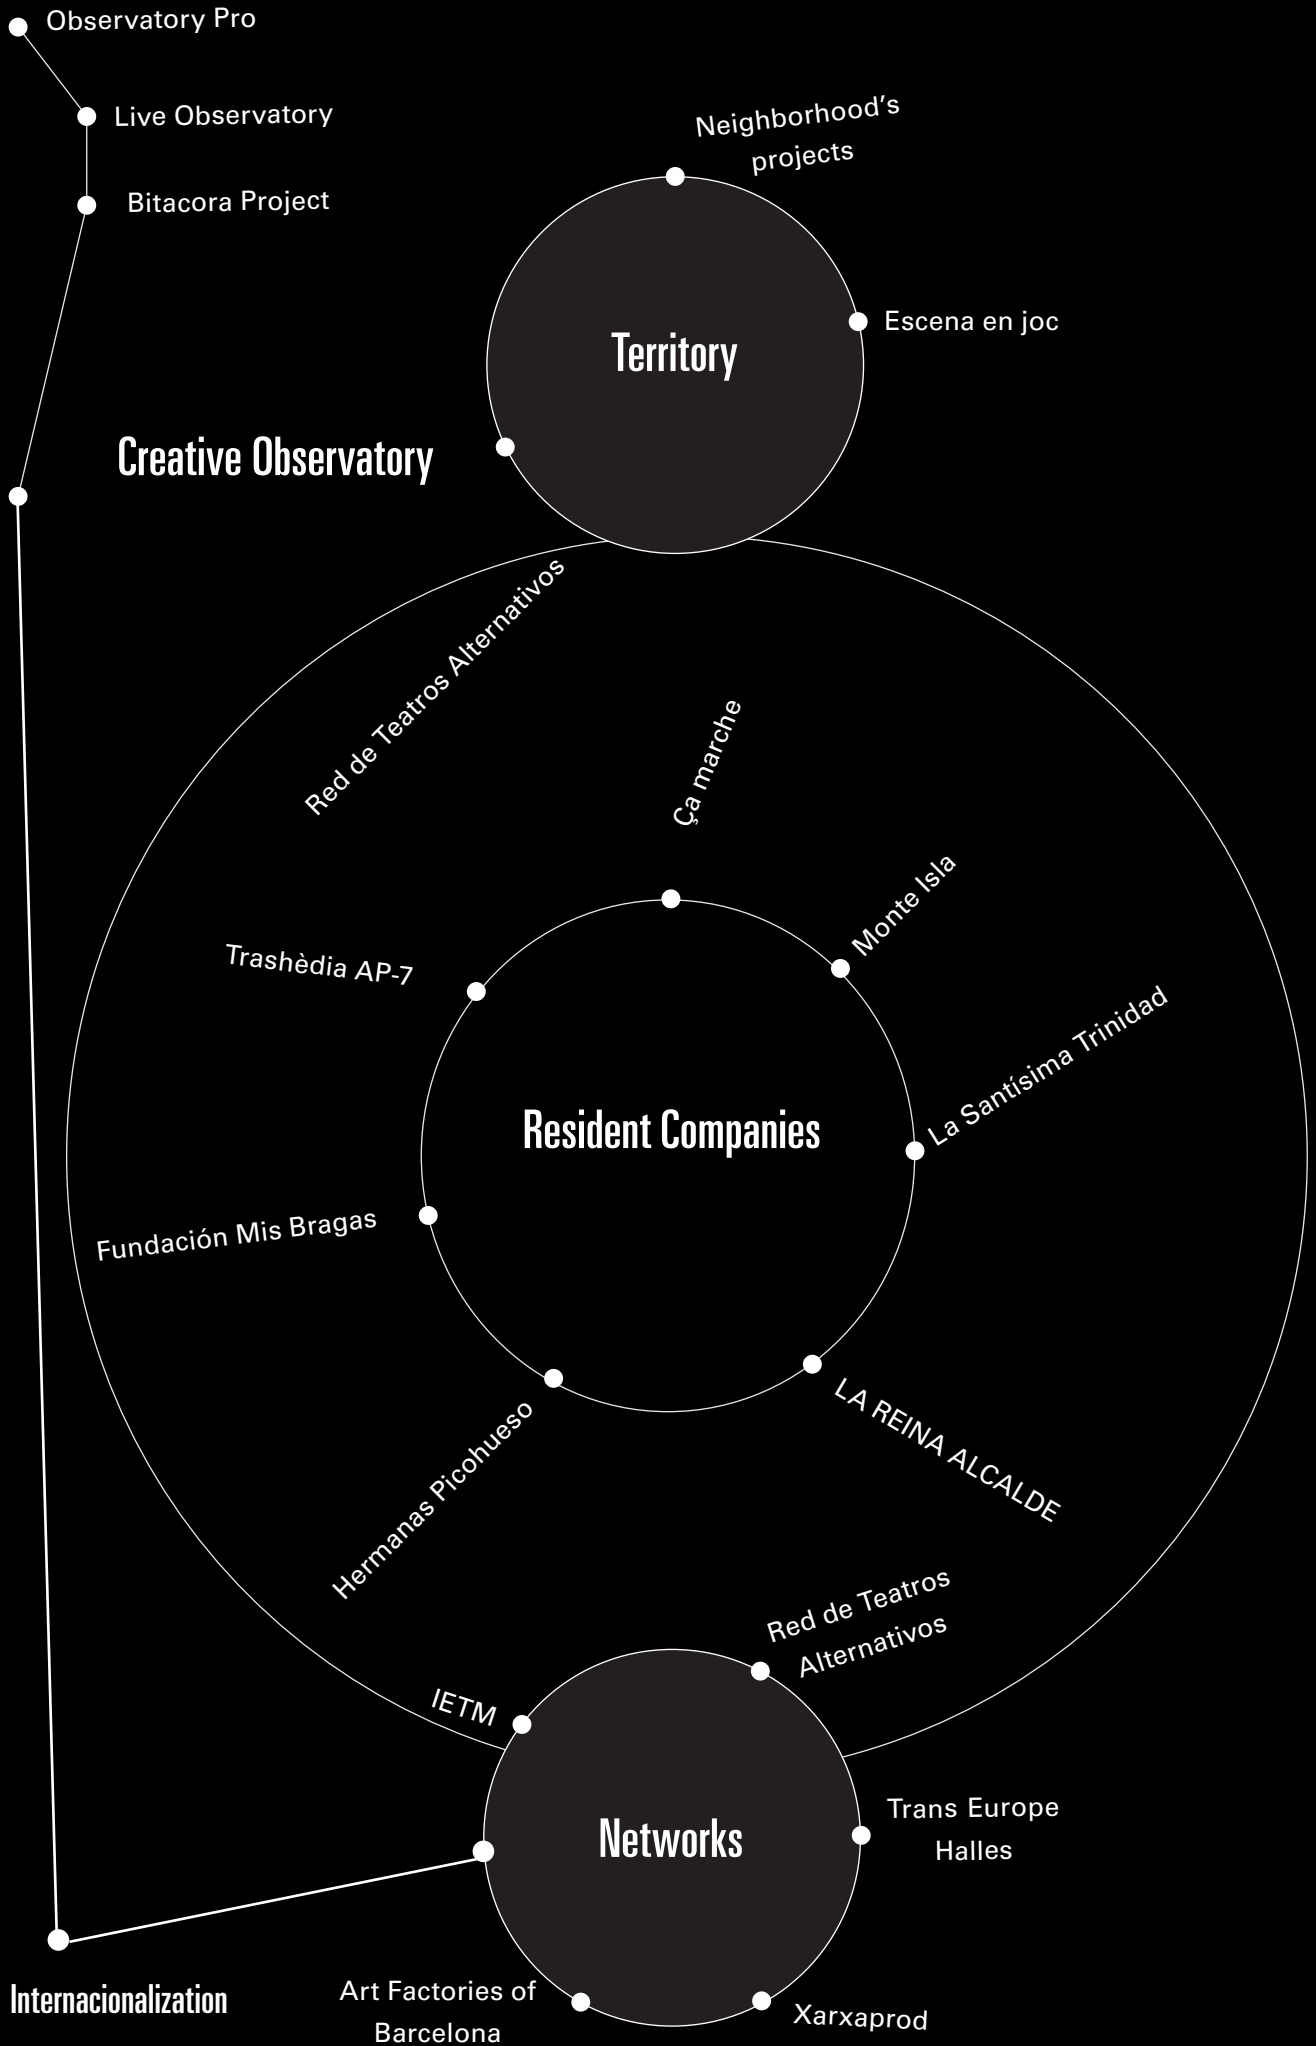 Observatory Pro
Live Observatory
Bitacora Project
Neighborhood’s
projects
Escena en joc
Territory
Creative Observatory
Red de Teatros Alternativos
Ça marche
Monte Isla
Trashèdia AP-7
La Santísima Trinidad
Resident Companies
Fundación Mis Bragas
LA REINA ALCALDE
Hermanas Picohueso
Red de Teatros
Alternativos
IETM
Networks
Trans Europe
Halles
Internacionalization
Art Factories of
Barcelona
Xarxaprod